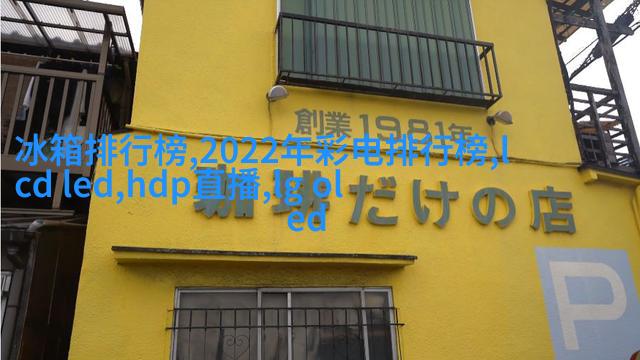 創業1981年
冰箱排行榜,2022年彩电排行榜,l
cd led,hdp直播,lg ol
ed
だけの店
P